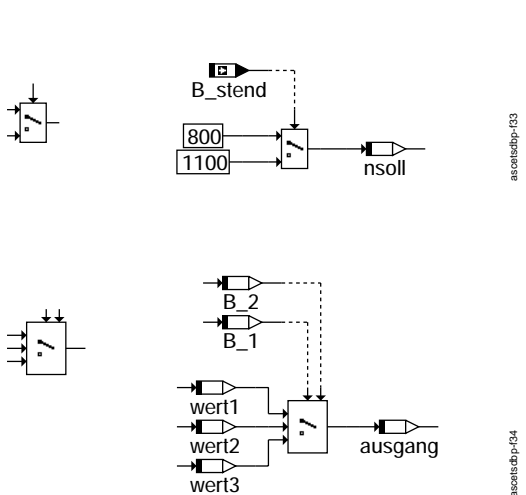 B_stend
800
1100
nsoll
ascetsdbp-f33
B_2
B_1
wert1
wert2
wert3
ausgang
ascetsdbp-f34